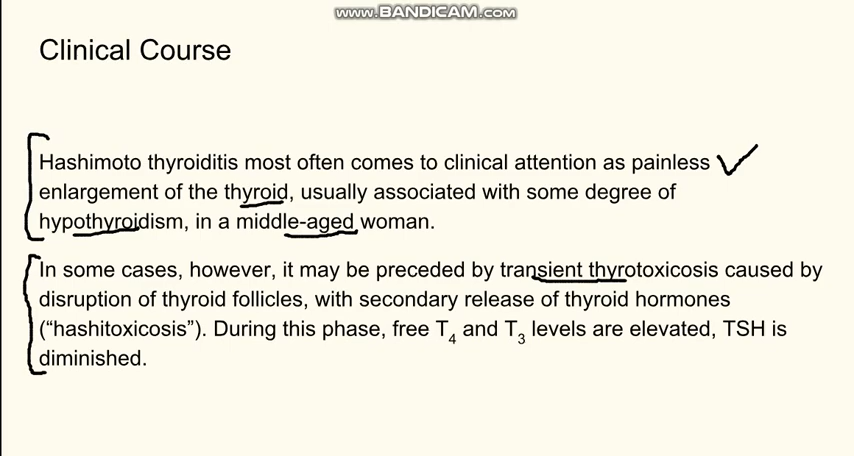 www.BANDICAM.com
Clinical Course
Hashimoto thyroiditis most often comes to clinical attention as painless
enlargement of the thyroid, usually associated with some degree of
hypothyroidism, in a middle-aged woman.
In some cases, however, it may be preceded by transient thyrotoxicosis caused by
disruption of thyroid follicles, with secondary release of thyroid hormones
(“hashitoxicosis”). During this phase, free T4 and T3 levels are elevated, TSH is
diminished.